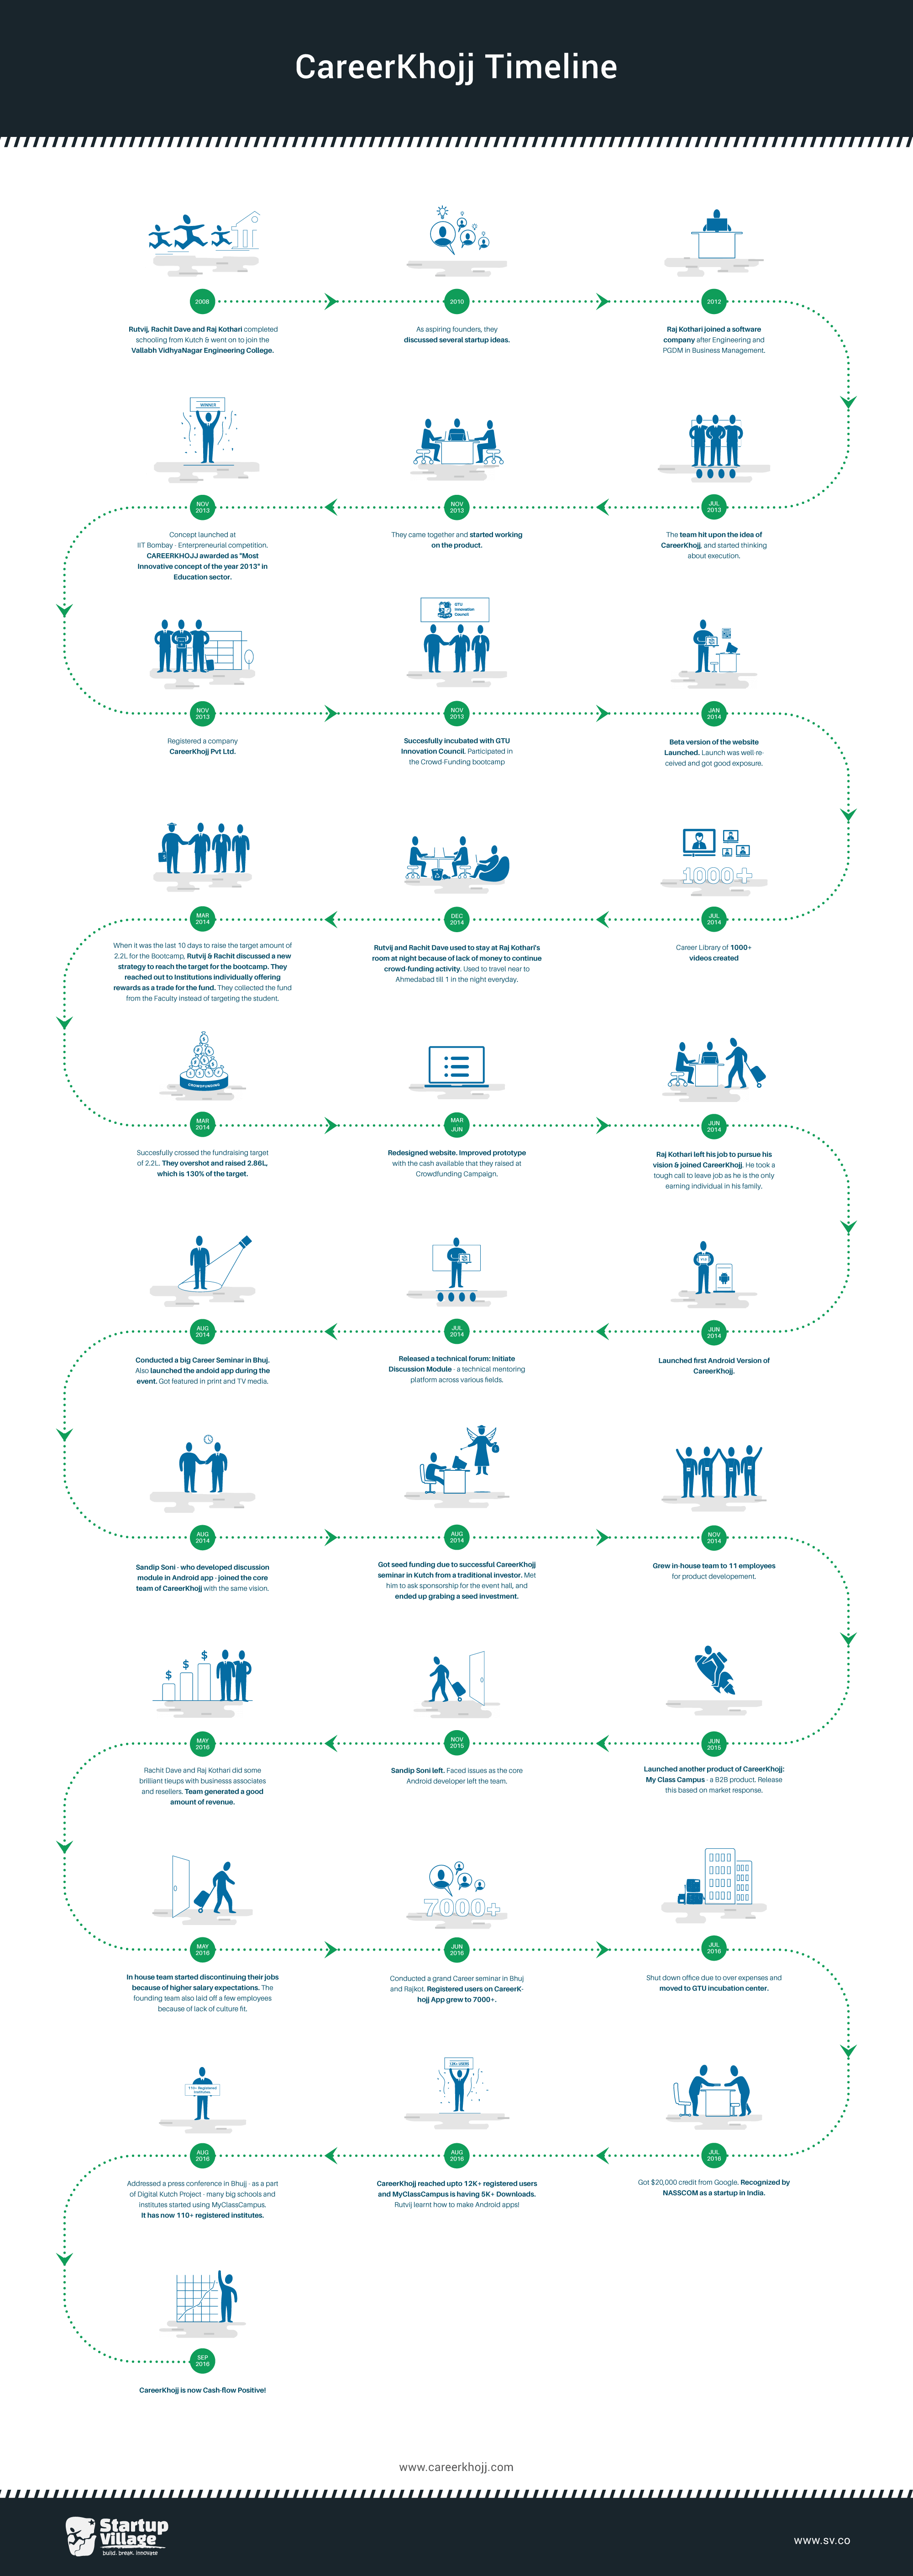 CareerKhojj Timeline
2008
2010
2012
Rutvij, Rachit Dave and Raj Kothari completed
schooling from Kutch & went on to join the
Vallabh VidhyaNagar Engineering College.
As aspiring founders, they
discussed several startup ideas.
Raj Kothari joined a software
company after Engineering and
PGDM in Business Management.
WINNER
NOV
2013
NOV
2013
JUL
2013
Concept launched at
IIT Bombay - Enterpreneurial competition.
CAREERKHOJJ awarded as "Most
Innovative concept of the year 2013" in
Education sector.
They came together and started working
on the product.
The team hit upon the idea of
CareerKhojj, and started thinking
about execution.
GTU
Innovation
Council
NOV
2013
NOV
2013
JAN
2014
Registered a company
CareerKhojj Pvt Ltd.
Succesfully incubated with GTU
Innovation Council. Participated in
the Crowd-Funding bootcamp
Beta version of the website
Launched. Launch was well-re-
ceived and got good exposure.
1000+
MAR
2014
DEC
2014
JUL
2014
When it was the last 10 days to raise the target amount of
2.2L for the Bootcamp, Rutvij & Rachit discussed a new
strategy to reach the target for the bootcamp. They
reached out to Institutions individually offering
rewards as a trade for the fund. They collected the fund
from the Faculty instead of targeting the student.
Rutvij and Rachit Dave used to stay at Raj Kothari's
room at night because of lack of money to continue
crowd-funding activity. Used to travel near to
Ahmedabad till 1 in the night everyday.
Career Library of 1000+
videos created
CROWDFUNDING
MAR
2014
MAR
-
JUN
JUN
2014
Succesfully crossed the fundraising target
of 2.2L. They overshot and raised 2.86L,
which is 130% of the target.
Redesigned website. Improved prototype
with the cash available that they raised at
Crowdfunding Campaign.
Raj Kothari left his job to pursue his
vision & joined CareerKhojj. He took a
tough call to leave job as he is the only
earning individual in his family.
AUG
2014
JUL
2014
JUN
2014
Conducted a big Career Seminar in Bhuj.
Also launched the andoid app during the
event. Got featured in print and TV media.
Released a technical forum: Initiate
Discussion Module - a technical mentoring
platform across various fields.
Launched first Android Version of
CareerKhojj.
AUG
2014
AUG
2014
NOV
2014
Sandip Soni - who developed discussion
module in Android app - joined the core
team of CareerKhojj with the same vision.
Got seed funding due to successful CareerKhojj
seminar in Kutch from a traditional investor. Met
him to ask sponsorship for the event hall, and
ended up grabing a seed investment.
Grew in-house team to 11 employees
for product developement.
$ $ $
MAY
2016
NOV
2015
JUN
2015
Rachit Dave and Raj Kothari did some
brilliant tieups with businesss associates
and resellers. Team generated a good
amount of revenue.
Sandip Soni left. Faced issues as the core
Android developer left the team.
Launched another product of CareerKhojj:
My Class Campus - a B2B product. Release
this based on market response.
7000+
MAY
2016
JUN
2016
JUL
2016
In house team started discontinuing their jobs
because of higher salary expectations. The
founding team also laid off a few employees
because of lack of culture fit.
Conducted a grand Career seminar in Bhuj
and Rajkot. Registered users on CareerK-
hojj App grew to 7000+.
Shut down office due to over expenses and
moved to GTU incubation center.
110+ Registered
Institutes
12K+ USERS
AUG
2016
AUG
2016
JUL
2016
Addressed a press conference in Bhujj - as a part
of Digital Kutch Project - many big schools and
institutes started using MyClassCampus.
It has now 110+ registered institutes.
CareerKhojj reached upto 12K+ registered users
and MyClassCampus is having 5K+ Downloads.
Rutvij learnt how to make Android apps!
Got $20,000 credit from Google. Recognized by
NASSCOM as a startup in India.
SEP
2016
CareerKhojj is now Cash-flow Positive!
www.careerkhojj.com
Startup
Village
build. break. innovate
www.sv.co